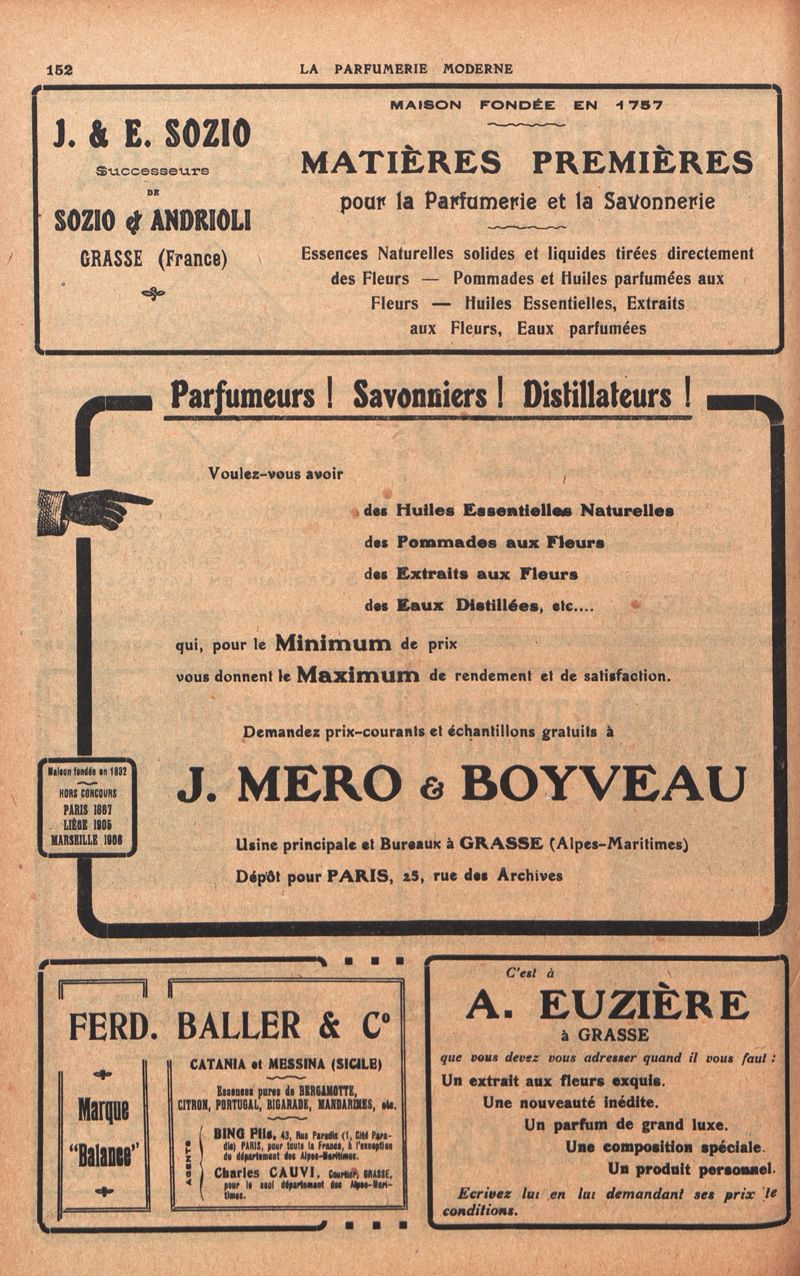 152
LA PARFUMERIE MODERNE
J. & E. SOZIO
Successeurs
DE
SOZIO & ANDRIOLI
GRASSE (France)
MAISON FONDÉE EN 1757
MATIÈRES PREMIÈRES
pour la Parfumerie et la Savonnerie
Essences Naturelles solides et liquides tirées directement
des Fleurs — Pommades et Huiles parfumées aux
Fleurs — Huiles Essentielles, Extraits
aux Fleurs, Eaux parfumées
Parfumeurs ! Savonniers ! Distillateurs !
Voulez-vous avoir
des Huiles Essentielles Naturelles
des Pommades aux Fleurs
des Extraits aux Fleurs
des Eaux Distillées, etc....
qui, pour le Minimum de prix
vous donnent le Maximum de rendement et de satisfaction.
Demandez prix-courants et échantillons gratuits à
J. MERO & BOYVEAU
Maison fondée en 1832
HORS CONCOURS
PARIS 1867
LIÈGE 1905
MARSEILLE 1908
Usine principale et Bureaux à GRASSE (Alpes-Maritimes)
Dépôt pour PARIS, 25, rue des Archives
FERD. BALLER & Cº
Marque
"Balance"
CATANIA et MESSINA (SICILE)
Essences pures de BERGAMOTTE,
CITRON, PORTUGAL, BIGARADE, MANDARINES, etc.
AGENTS
BING Fils, 43, Rue Paradis (1, Cité Para-
dis) PARIS, pour toute la France, à l'exception
du département des Alpes-Maritimes.
Charles CAUVI, Courtier, GRASSE,
pour le seul département des Alpes-Mari-
times.
C'est à
A. EUZIÈRE
à GRASSE
que vous devez vous adresser quand il vous faut :
Un extrait aux fleurs exquis.
Une nouveauté inédite.
Un parfum de grand luxe.
Une composition spéciale.
Un produit personnel.
Ecrivez lui en lui demandant ses prix te
conditions.